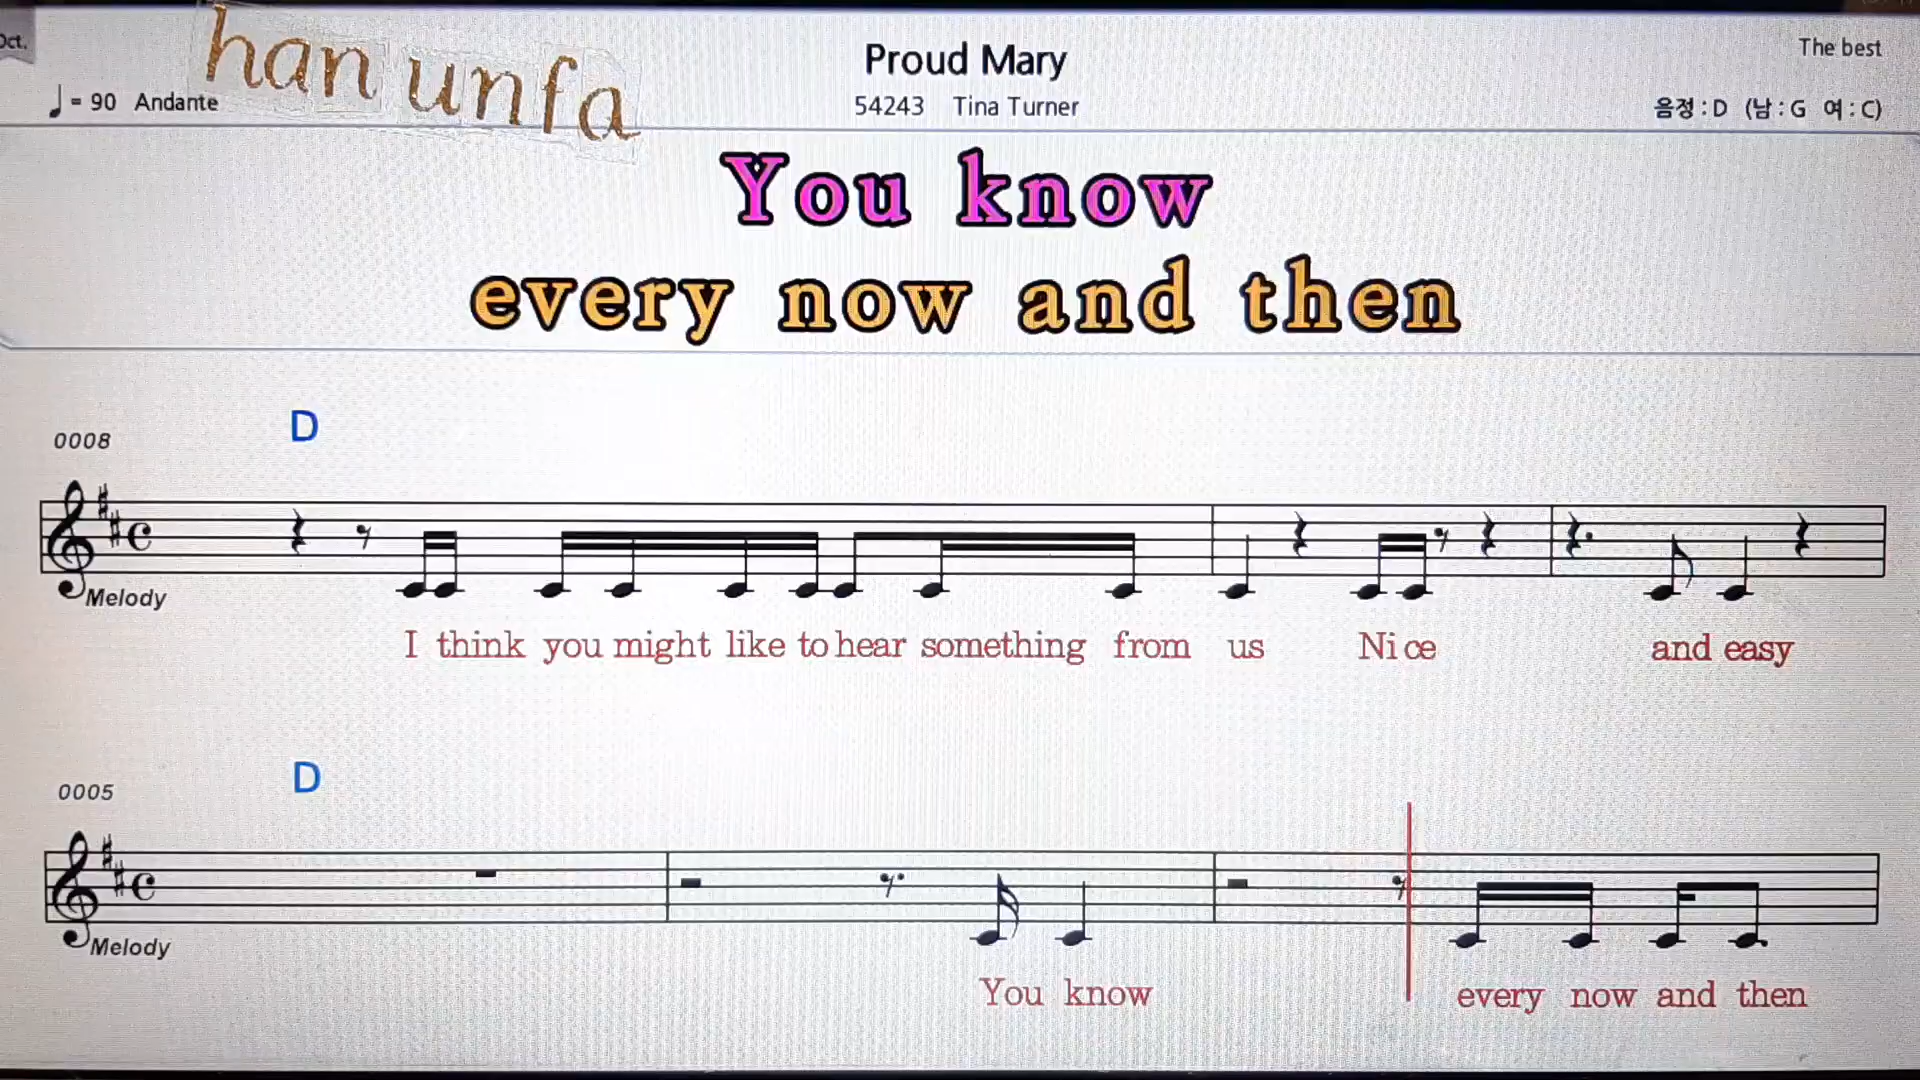 Oct.
han unfa
Proud Mary
The best
= 90 Andante
54243 Tina Turner
음정 : D (남 : G 여 : C)
You know
every now and then
0008
D
Melody
I think you might like to hear something from us Nice and easy
0005
D
Melody
You know every now and then